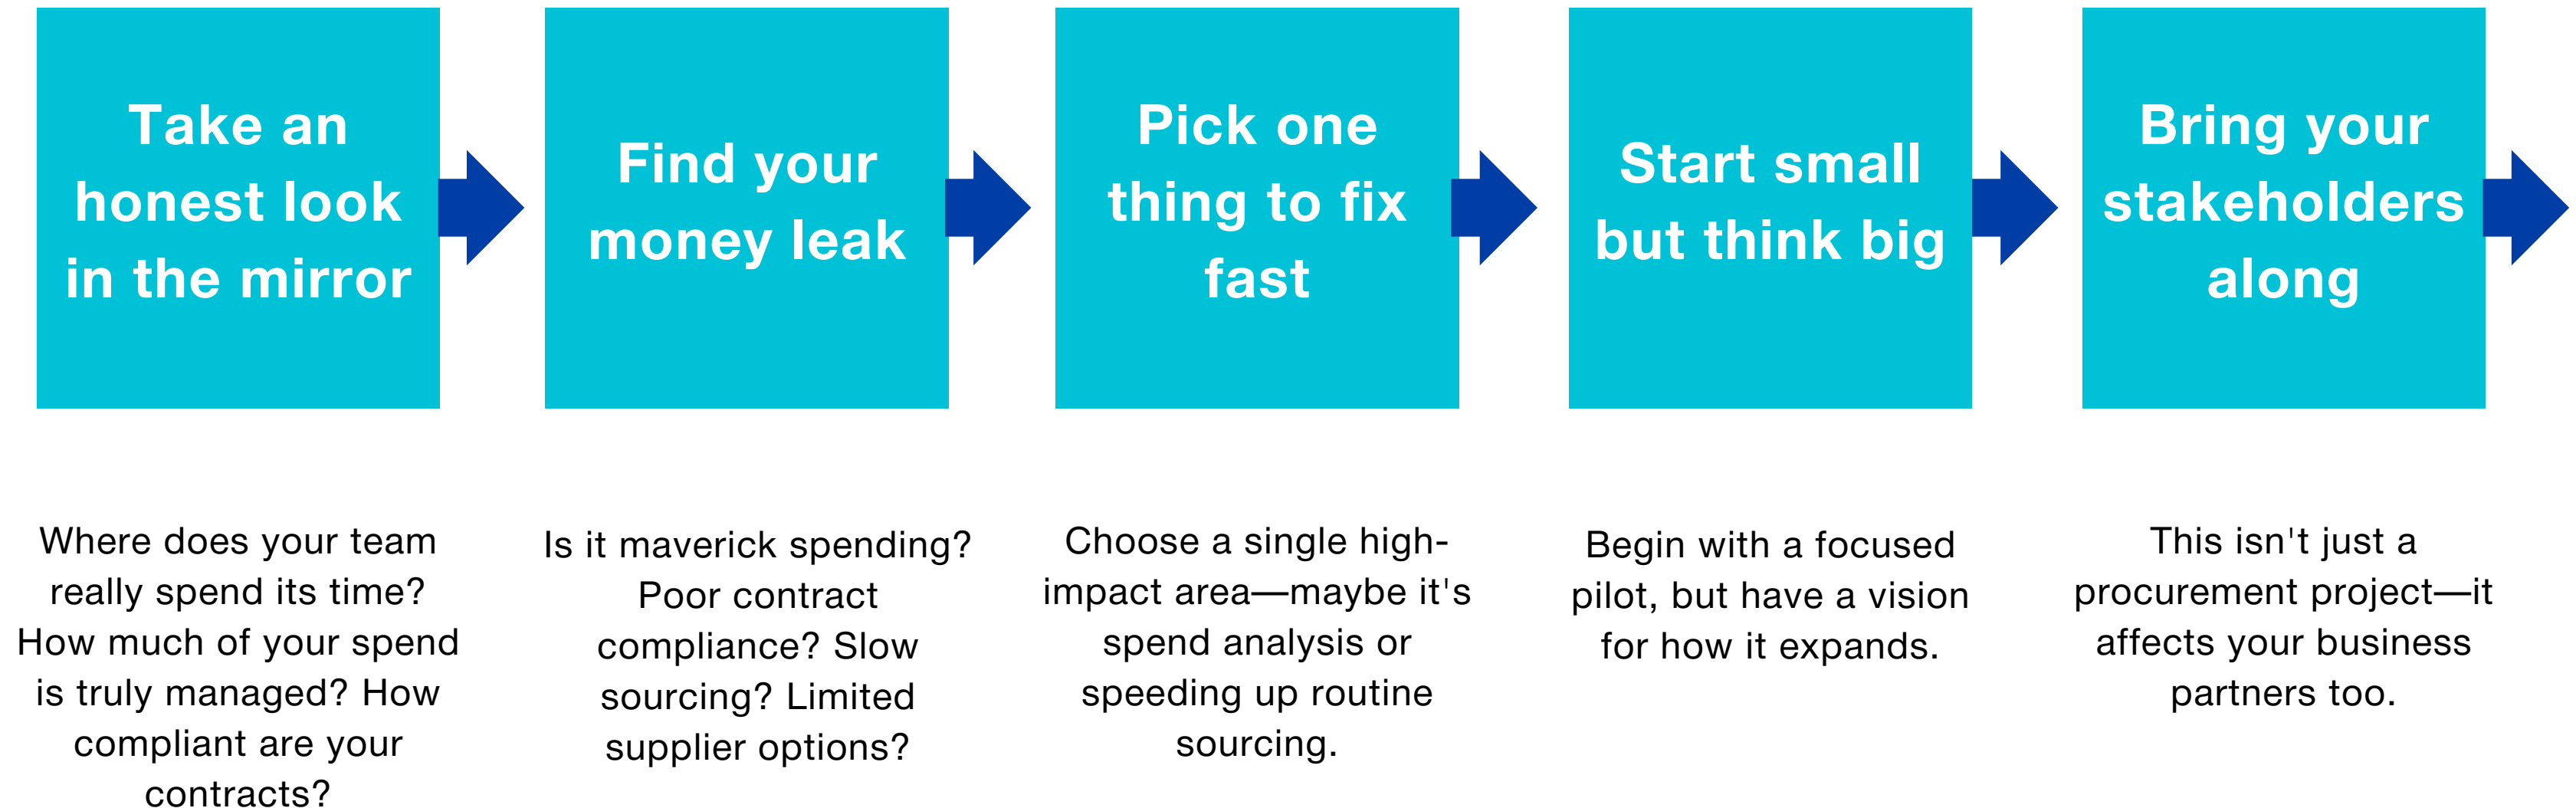 Take an
honest look
in the mirror
Find your
money leak
Pick one
thing to fix
fast
Start small
but think big
Bring your
stakeholders
along
Where does your team
really spend its time?
How much of your spend
is truly managed? How
compliant are your
contracts?
Is it maverick spending?
Poor contract
compliance? Slow
sourcing? Limited
supplier options?
Choose a single high-
impact area—maybe it's
spend analysis or
speeding up routine
sourcing.
Begin with a focused
pilot, but have a vision
for how it expands.
This isn't just a
procurement project—it
affects your business
partners too.